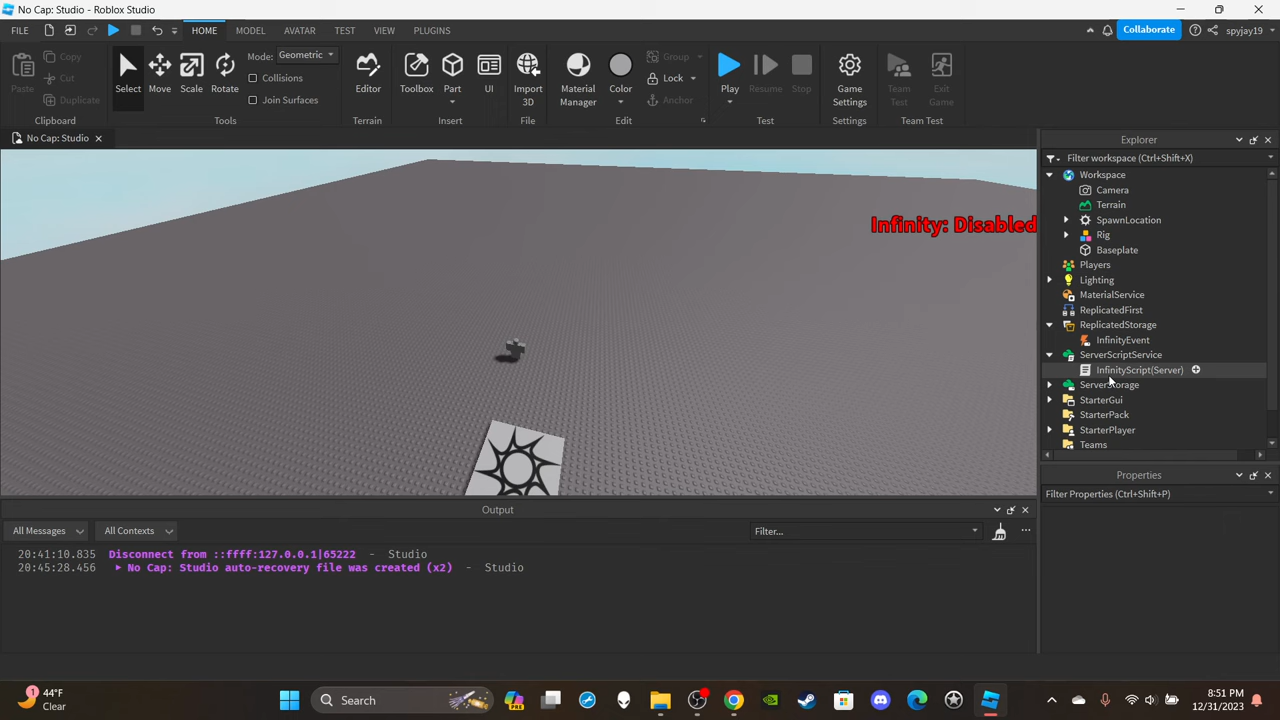 No Cap: Studio - Roblox Studio
FILE HOME MODEL AVATAR TEST VIEW PLUGINS Collaborate spyjay19
Paste Copy Cut Duplicate
Clipboard
Select Move Scale Rotate
Mode: Geometric
Collisions
Join Surfaces
Tools
Editor
Terrain
Toolbox Part UI
Insert
Import 3D
File
Material Manager Color
Group
Lock
Anchor
Edit
Play Resume Stop
Test
Game Settings
Settings
Team Test Exit Game
Team Test
No Cap: Studio
Infinity: Disabled
Explorer
Filter workspace (Ctrl+Shift+X)
Workspace
Camera
Terrain
SpawnLocation
Rig
Baseplate
Players
Lighting
MaterialService
ReplicatedFirst
ReplicatedStorage
InfinityEvent
ServerScriptService
InfinityScript(Server)
ServerStorage
StarterGui
StarterPack
StarterPlayer
Teams
Properties
Filter Properties (Ctrl+Shift+P)
Output
All Messages All Contexts Filter...
20:41:10.835 Disconnect from ::ffff:127.0.0.1|65222 - Studio
20:45:28.456 No Cap: Studio auto-recovery file was created (x2) - Studio
1
44°F
Clear
Search
PRE
8:51 PM
12/31/2023